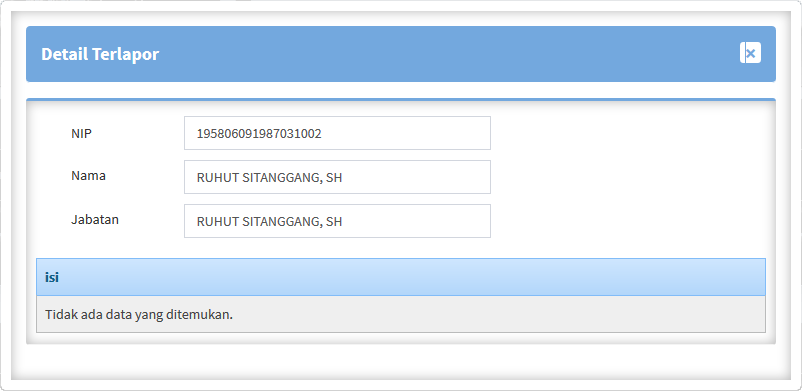 Detail Terlapor
NIP 195806091987031002
Nama RUHUT SITANGGANG, SH
Jabatan RUHUT SITANGGANG, SH
isi
Tidak ada data yang ditemukan.